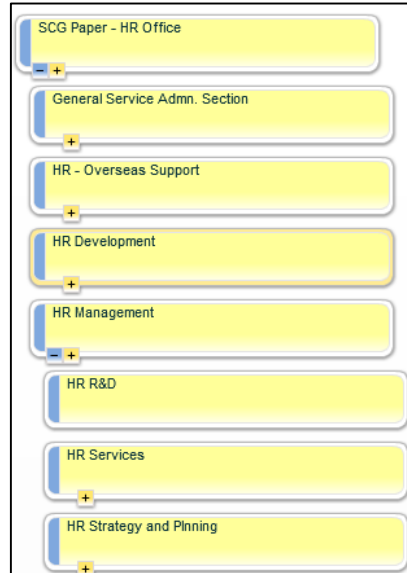 SCG Paper - HR Office
General Service Admn. Section
HR - Overseas Support
HR Development
HR Management
HR R&D
HR Services
HR Strategy and Plnning